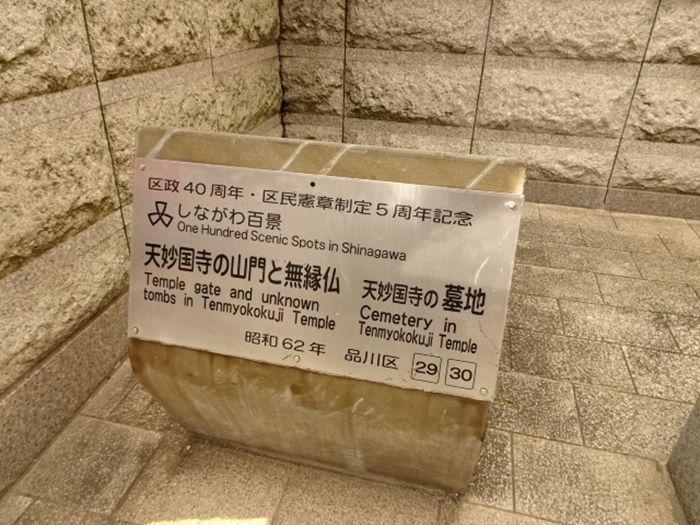 区政40周年・区民憲章制定5周年記念
しながわ百景
One Hundred Scenic Spots in Shinagawa
天妙国寺の山門と無縁仏
Temple gate and unknown
tombs in Tenmyokokuji Temple
天妙国寺の墓地
Cemetery in
Tenmyokokuji Temple
昭和62年 品川区 29 30